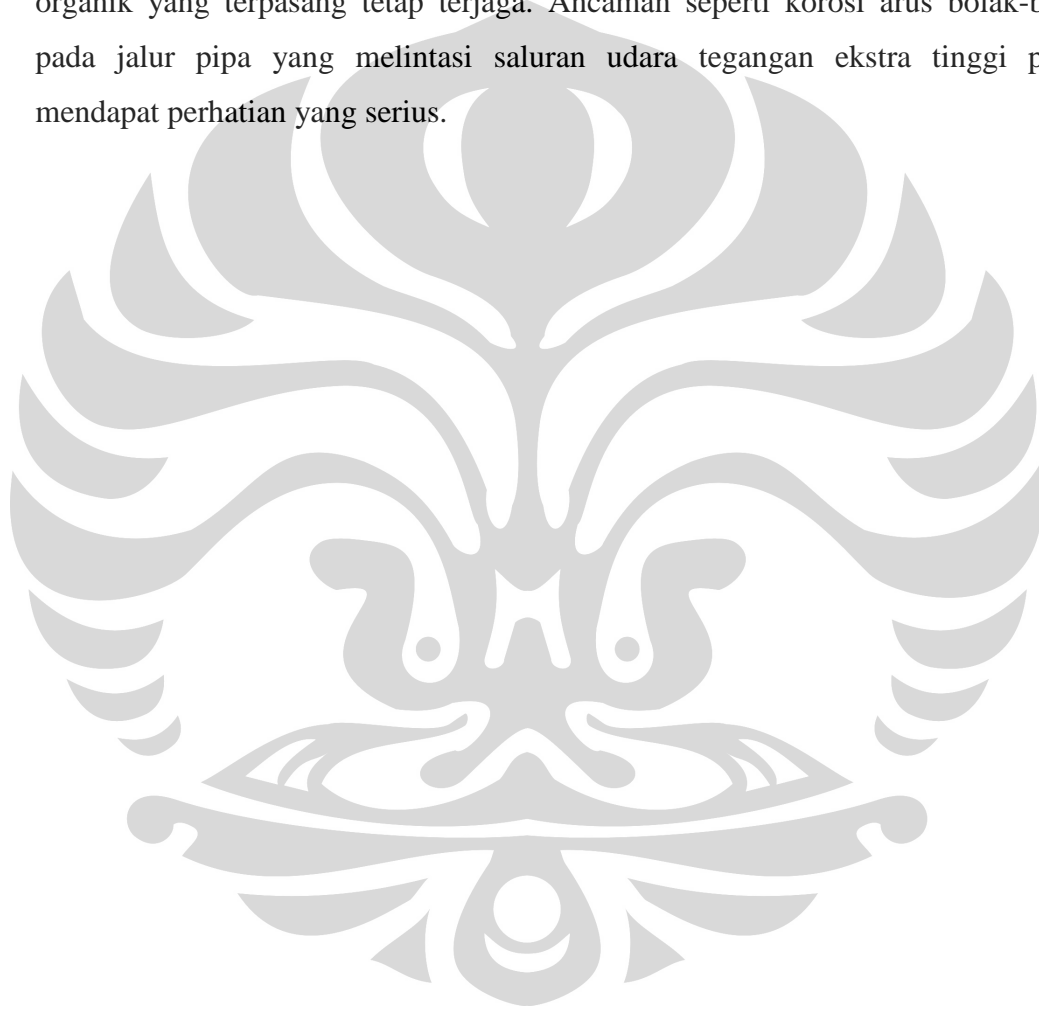 organik yang terpasang tetap terjaga. Ancaman seperti korosi arus
pada jalur pipa yang melintasi saluran udara tegangan ekstra tinggi
mendapat perhatian yang serius.